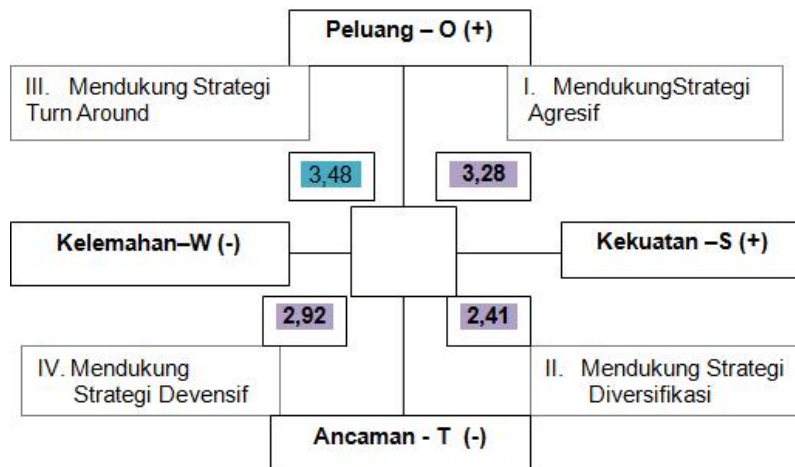 Peluang – O (+)
III. Mendukung Strategi
Turn Around
I. MendukungStrategi
Agresif
3,48
3,28
Kelemahan–W (-)
Kekuatan –S (+)
2,92
2,41
IV. Mendukung
Strategi Devensif
II. Mendukung Strategi
Diversifikasi
Ancaman - T (-)